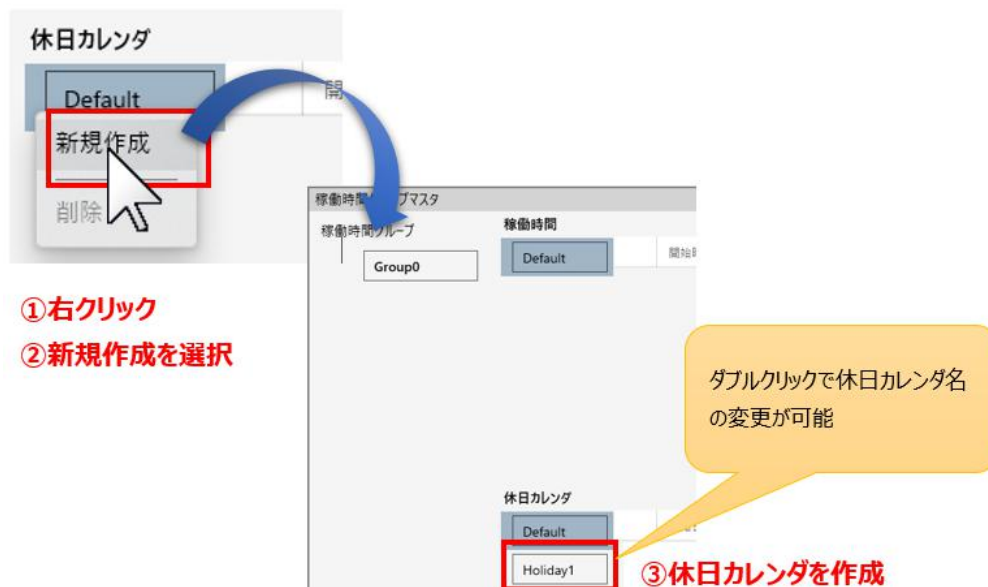 休日カレンダ
Default
開
新規作成
削除
①右クリック
②新規作成を選択
稼働時間
プマスタ
稼働時間グループ
Group0
稼働時間
Default
開始
ダブルクリックで休日カレンダ名
の変更が可能
休日カレンダ
Default
Holiday1
③休日カレンダを作成